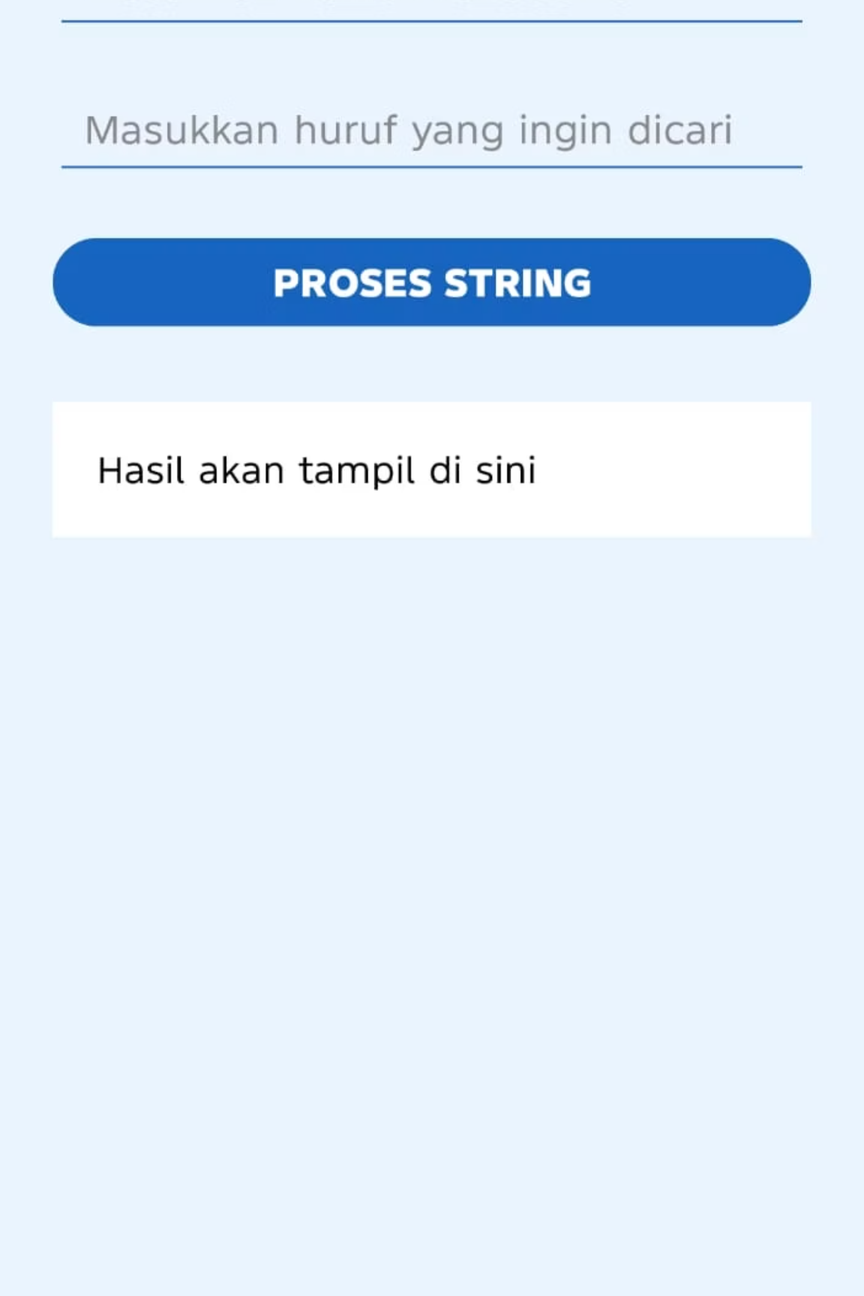 Masukkan huruf yang ingin dicari
PROSES STRING
Hasil akan tampil di sini